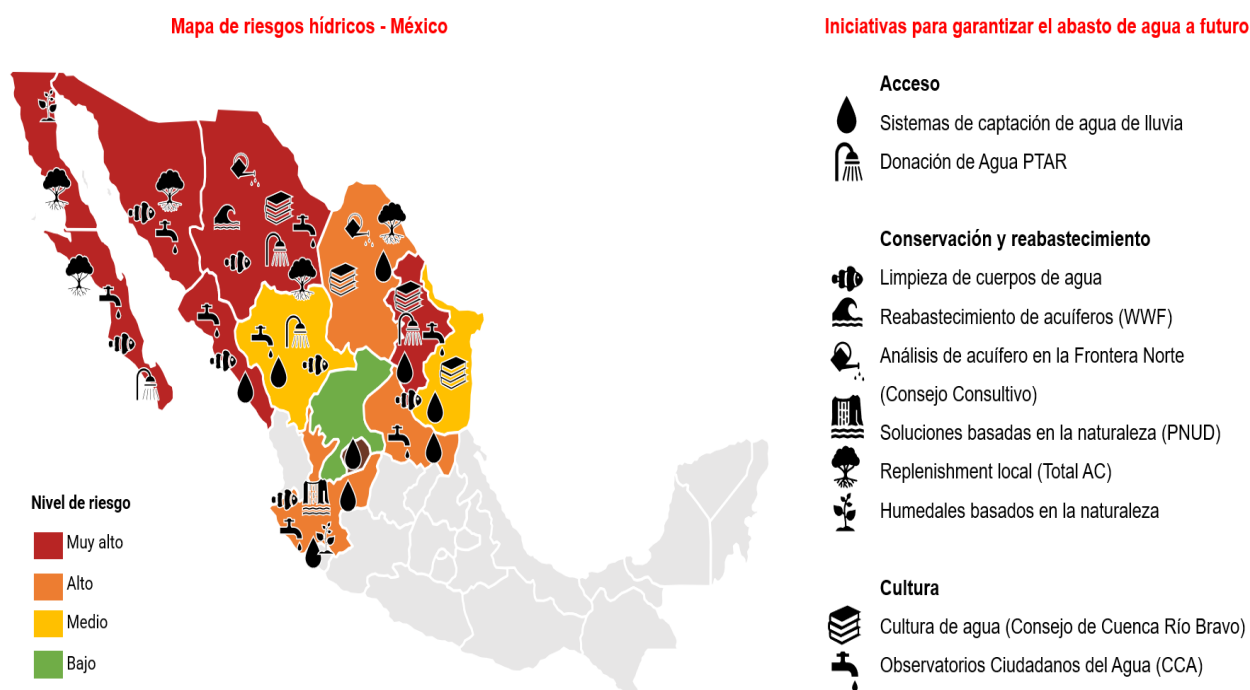 Mapa de riesgos hídricos - México
Nivel de riesgo
Muy alto
Alto
Medio
Bajo
Iniciativas para garantizar el abasto de agua a futuro
Acceso
Sistemas de captación de agua de lluvia
Donación de Agua PTAR
Conservación y reabastecimiento
Limpieza de cuerpos de agua
Reabastecimiento de acuíferos (WWF)
Análisis de acuífero en la Frontera Norte
(Consejo Consultivo)
Soluciones basadas en la naturaleza (PNUD)
Replenishment local (Total AC)
Humedales basados en la naturaleza
Cultura
Cultura de agua (Consejo de Cuenca Río Bravo)
Observatorios Ciudadanos del Agua (CCA)